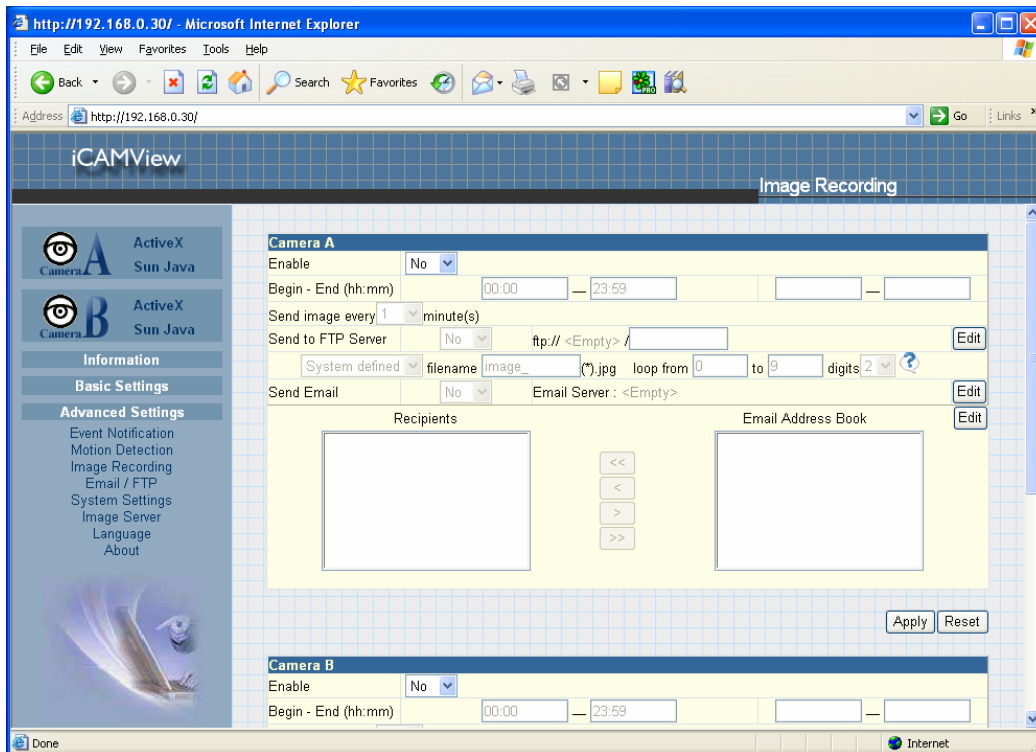 http://192.168.0.30/ - Microsoft Internet Explorer
File Edit View Favorites Tools Help
Back Search Favorites PRO
Address http://192.168.0.30/ Go Links »
iCAMView
Image Recording
Camera A ActiveX
Sun Java
Camera B ActiveX
Sun Java
Information
Basic Settings
Advanced Settings
Event Notification
Motion Detection
Image Recording
Email / FTP
System Settings
Image Server
Language
About
Camera A
Enable No
Begin - End (hh:mm) 00:00 — 23:59 —
Send image every 1 minute(s)
Send to FTP Server No ftp:// <Empty> / Edit
System defined filename image_ (*).jpg loop from 0 to 9 digits 2 ?
Send Email No Email Server : <Empty> Edit
Recipients Email Address Book Edit
<<
<
>
>>
Apply Reset
Camera B
Enable No
Begin - End (hh:mm) 00:00 — 23:59 —
Done Internet